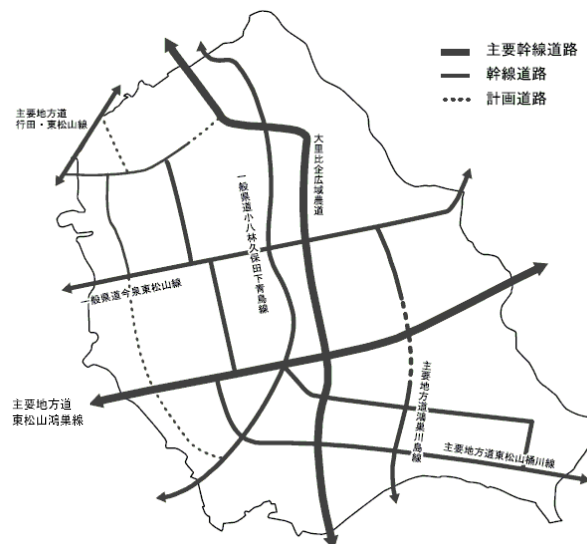 主要幹線道路
幹線道路
計画道路
主要地方道
行田・東松山線
大里比企広域農道
一般県道小八林久保田下青鳥線
一般県道今泉東松山線
主要地方道
東松山鴻巣線
主要地方道鴻巣川島線
主要地方道東松山桶川線